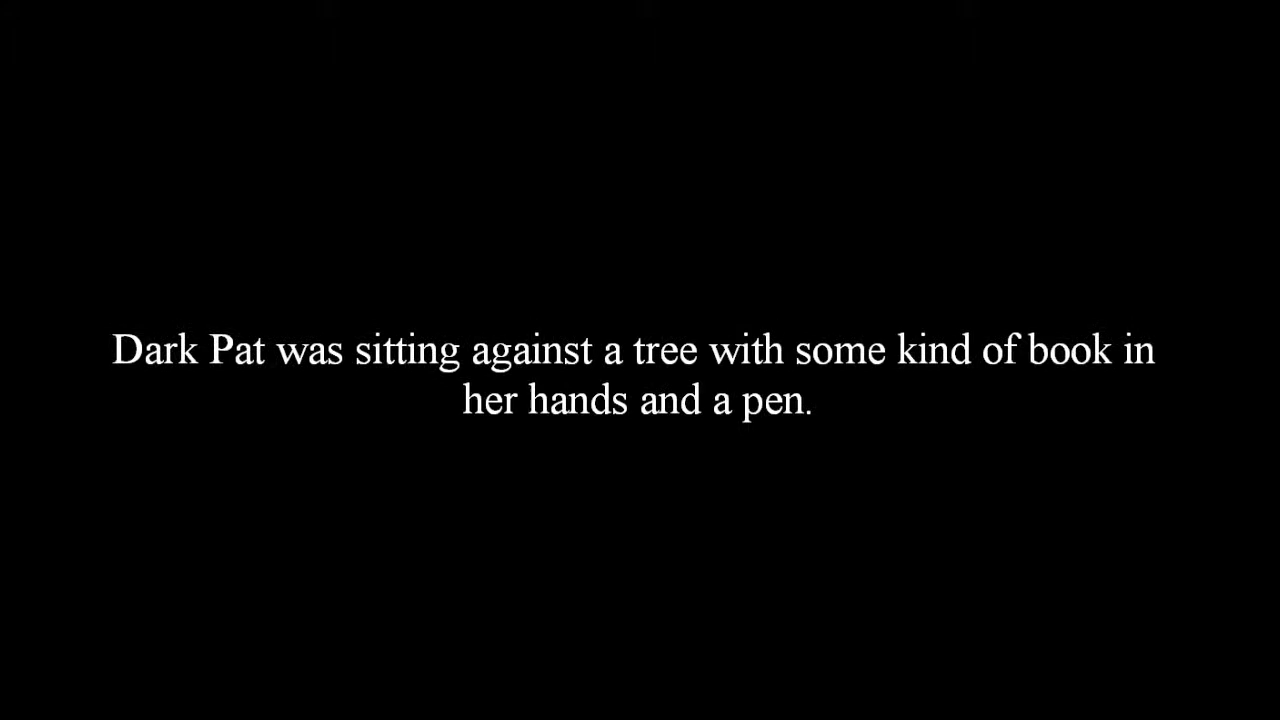 Dark Pat was sitting against a tree with some kind of book in
her hands and a pen.